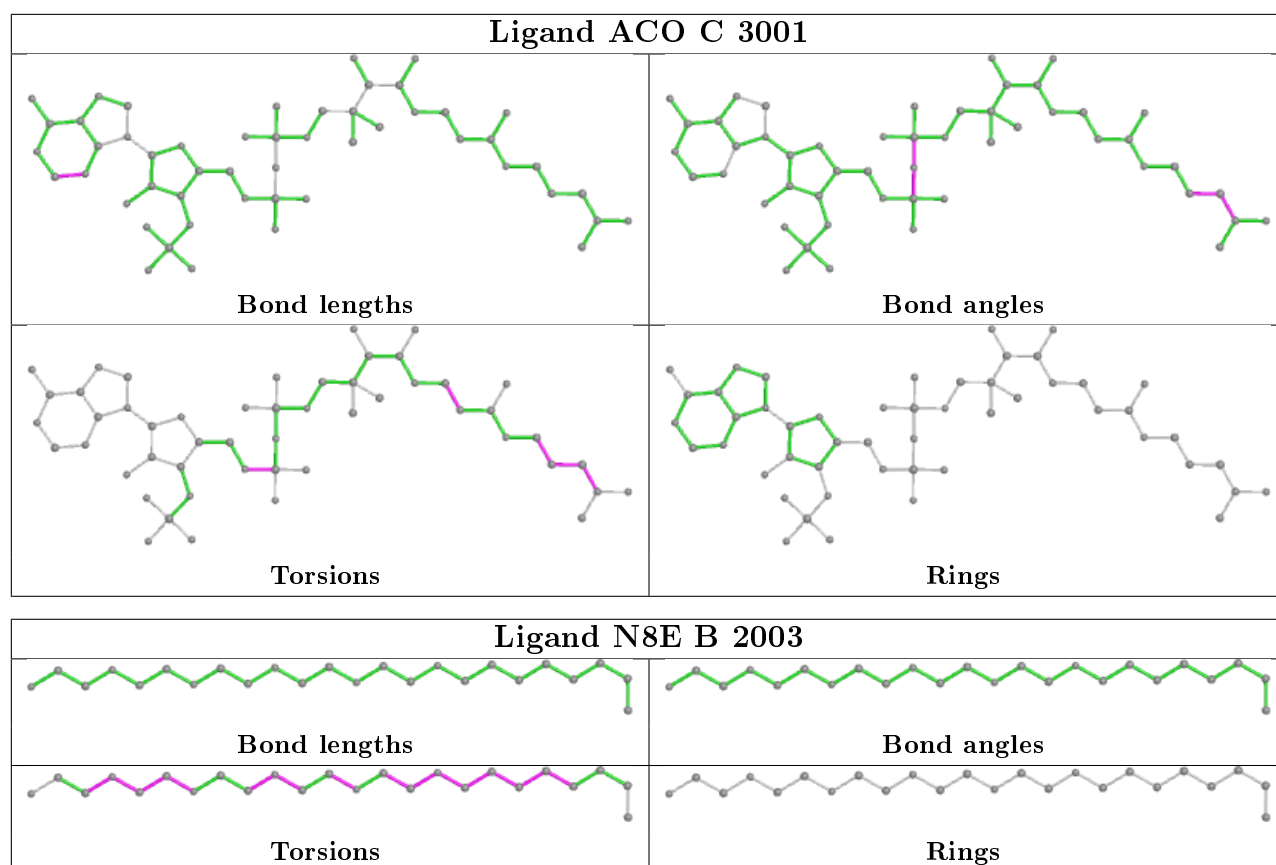 Ligand ACO C 3001
Bond lengths
Bond angles
Torsions
Rings
Ligand N8E B 2003
Bond lengths
Bond angles
Torsions
Rings